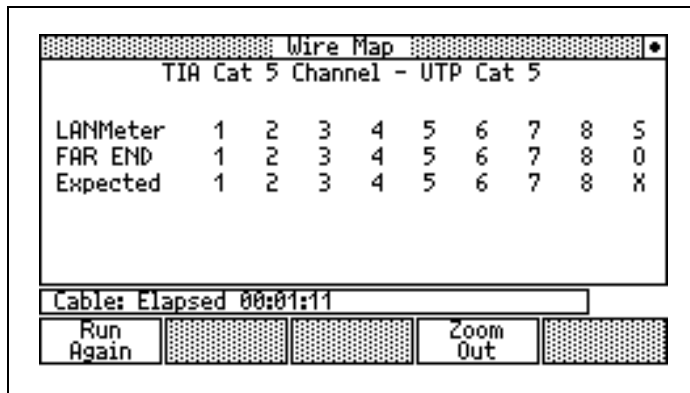 Wire Map
TIA Cat 5 Channel - UTP Cat 5
LANMeter 1 2 3 4 5 6 7 8 S
FAR END 1 2 3 4 5 6 7 8 O
Expected 1 2 3 4 5 6 7 8 X
Cable: Elapsed 00:01:11
Run Again
Zoom Out